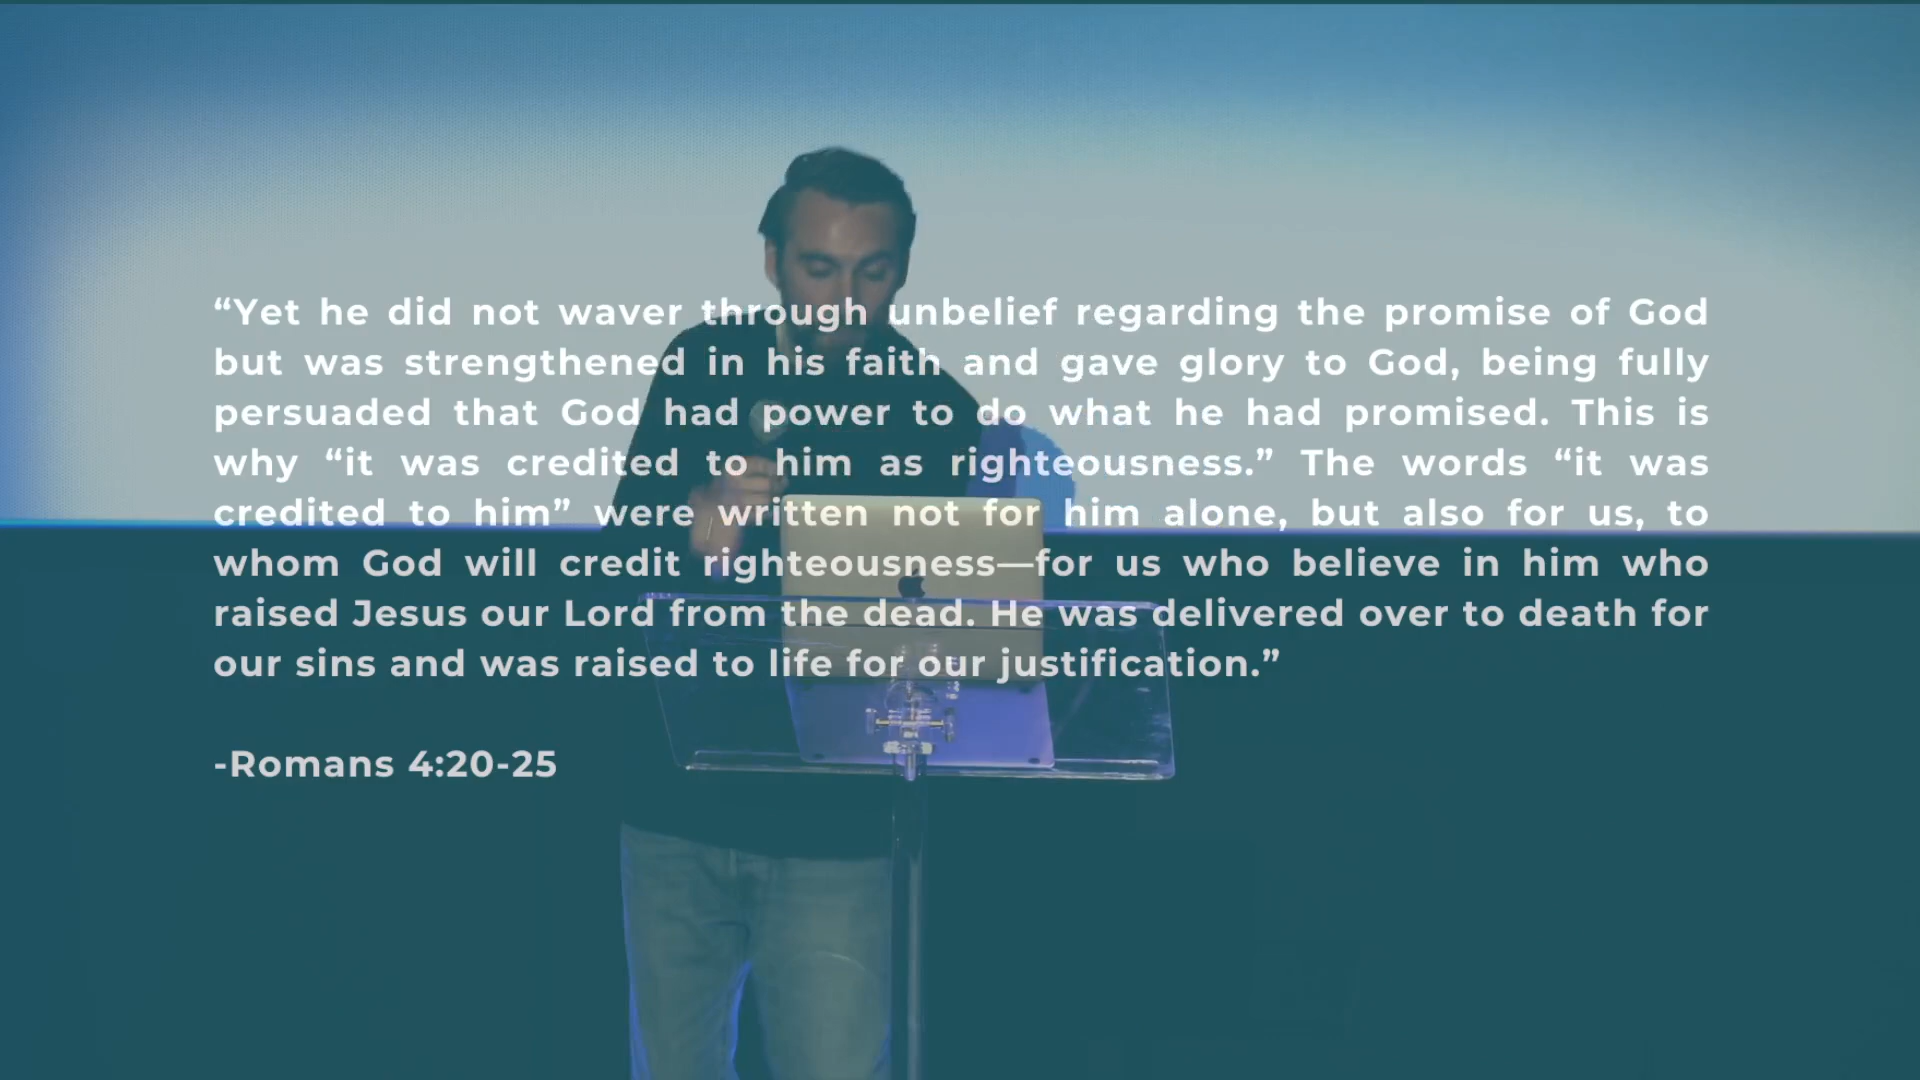 “Yet he did not waver through unbelief regarding the promise of God
but was strengthened in his faith and gave glory to God, being fully
persuaded that God had power to do what he had promised. This is
why “it was credited to him as righteousness.” The words “it was
credited to him” were written not for him alone, but also for us, to
whom God will credit righteousness—for us who believe in him who
raised Jesus our Lord from the dead. He was delivered over to death for
our sins and was raised to life for our justification.”
-Romans 4:20-25